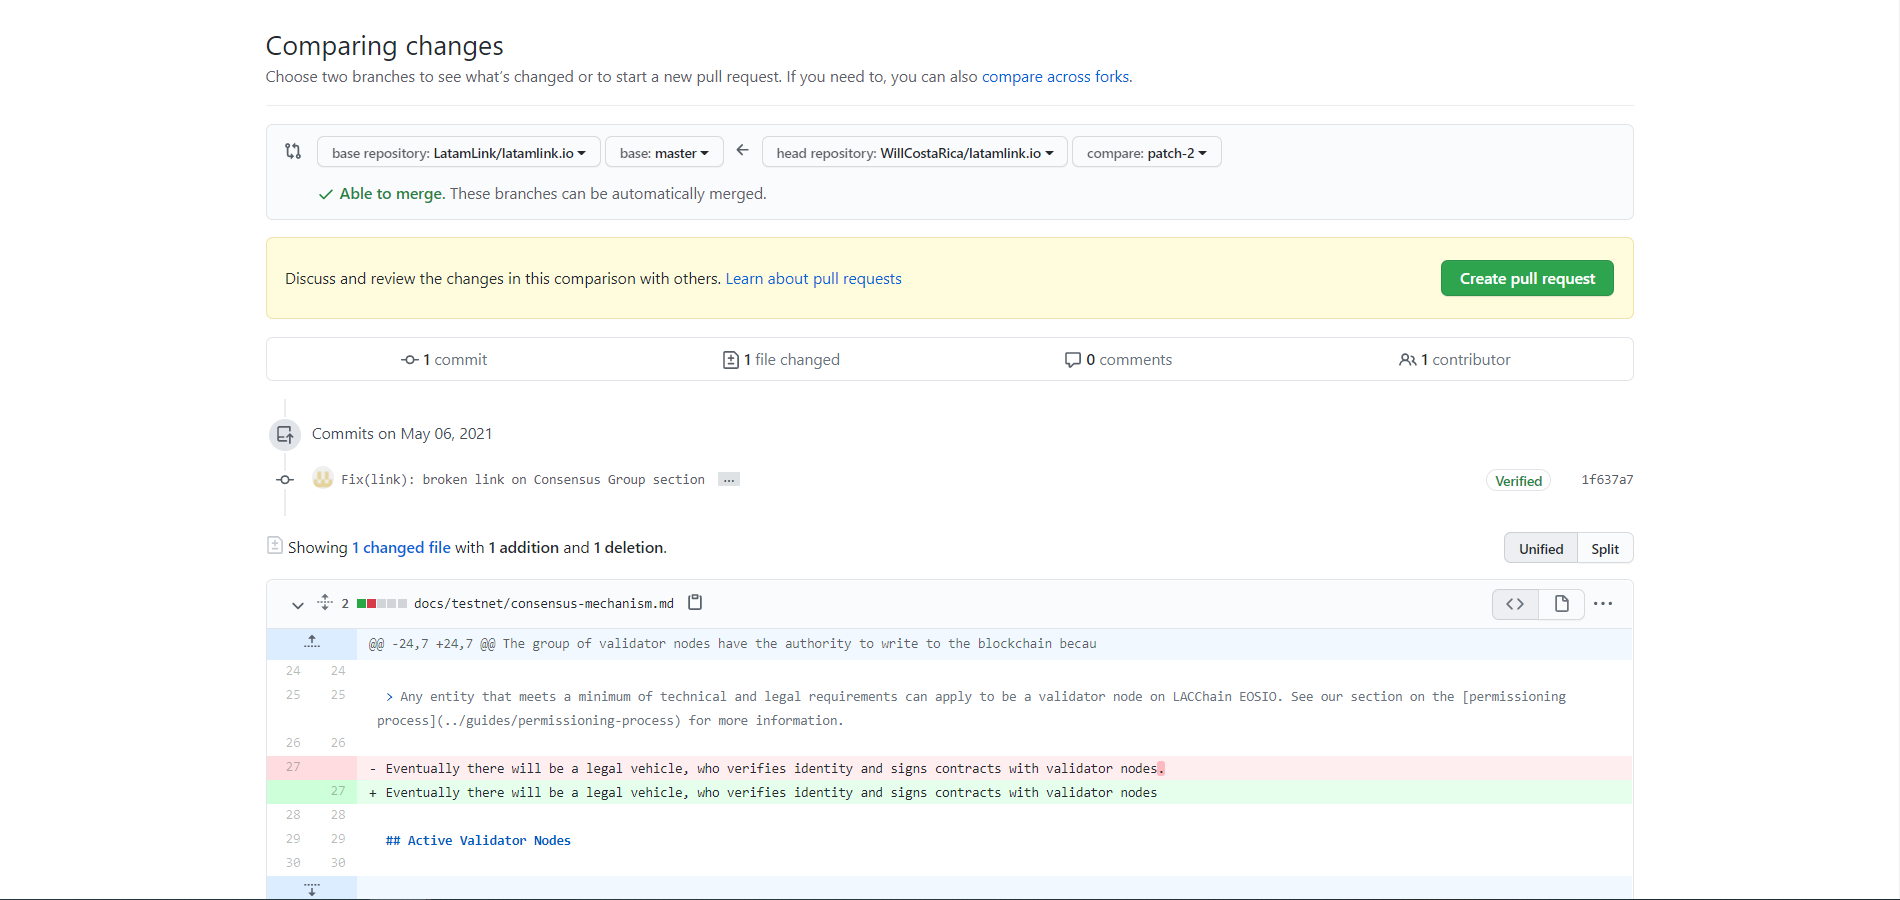 Comparing changes
Choose two branches to see what's changed or to start a new pull request. If you need to, you can also compare across forks.
base repository: LatamLink/latamlink.io base: master head repository: WillCostaRica/latamlink.io compare: patch-2
Able to merge. These branches can be automatically merged.
Discuss and review the changes in this comparison with others. Learn about pull requests Create pull request
1 commit 1 file changed 0 comments 1 contributor
Commits on May 06, 2021
Fix(link): broken link on Consensus Group section … Verified 1f637a7
Showing 1 changed file with 1 addition and 1 deletion. Unified Split
2 docs/testnet/consensus-mechanism.md
@@ -24,7 +24,7 @@ The group of validator nodes have the authority to write to the blockchain becau
24 24
25 25 > Any entity that meets a minimum of technical and legal requirements can apply to be a validator node on LACChain EOSIO. See our section on the [permissioning
process](../guides/permissioning-process) for more information.
26 26
27 - Eventually there will be a legal vehicle, who verifies identity and signs contracts with validator nodes.
27 + Eventually there will be a legal vehicle, who verifies identity and signs contracts with validator nodes
28 28
29 29 ## Active Validator Nodes
30 30